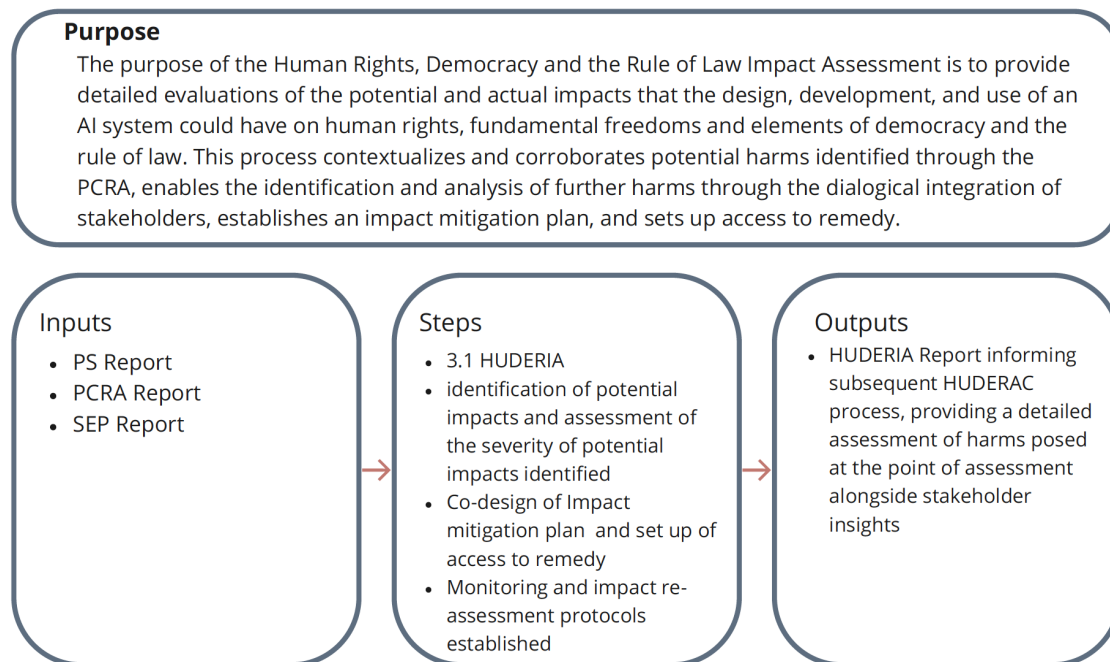 Purpose
The purpose of the Human Rights, Democracy and the Rule of Law Impact Assessment is to provide
detailed evaluations of the potential and actual impacts that the design, development, and use of an
AI system could have on human rights, fundamental freedoms and elements of democracy and the
rule of law. This process contextualizes and corroborates potential harms identified through the
PCRA, enables the identification and analysis of further harms through the dialogical integration of
stakeholders, establishes an impact mitigation plan, and sets up access to remedy.
Inputs
• PS Report
• PCRA Report
• SEP Report
Steps
• 3.1 HUDERIA
• identification of potential
impacts and assessment of
the severity of potential
impacts identified
• Co-design of Impact
mitigation plan and set up of
access to remedy
• Monitoring and impact re-
assessment protocols
established
Outputs
• HUDERIA Report informing
subsequent HUDERAC
process, providing a detailed
assessment of harms posed
at the point of assessment
alongside stakeholder
insights